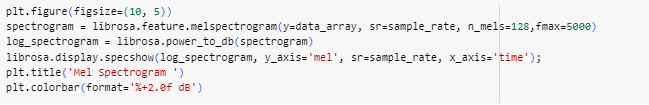 plt.figure(figsize=(10, 5))
spectrogram = librosa.feature.melspectrogram(y=data_array, sr=sample_rate, n_mels=128,fmax=5000)
log_spectrogram = librosa.power_to_db(spectrogram)
librosa.display.specshow(log_spectrogram, y_axis='mel', sr=sample_rate, x_axis='time');
plt.title('Mel Spectrogram ')
plt.colorbar(format='%+2.0f dB')